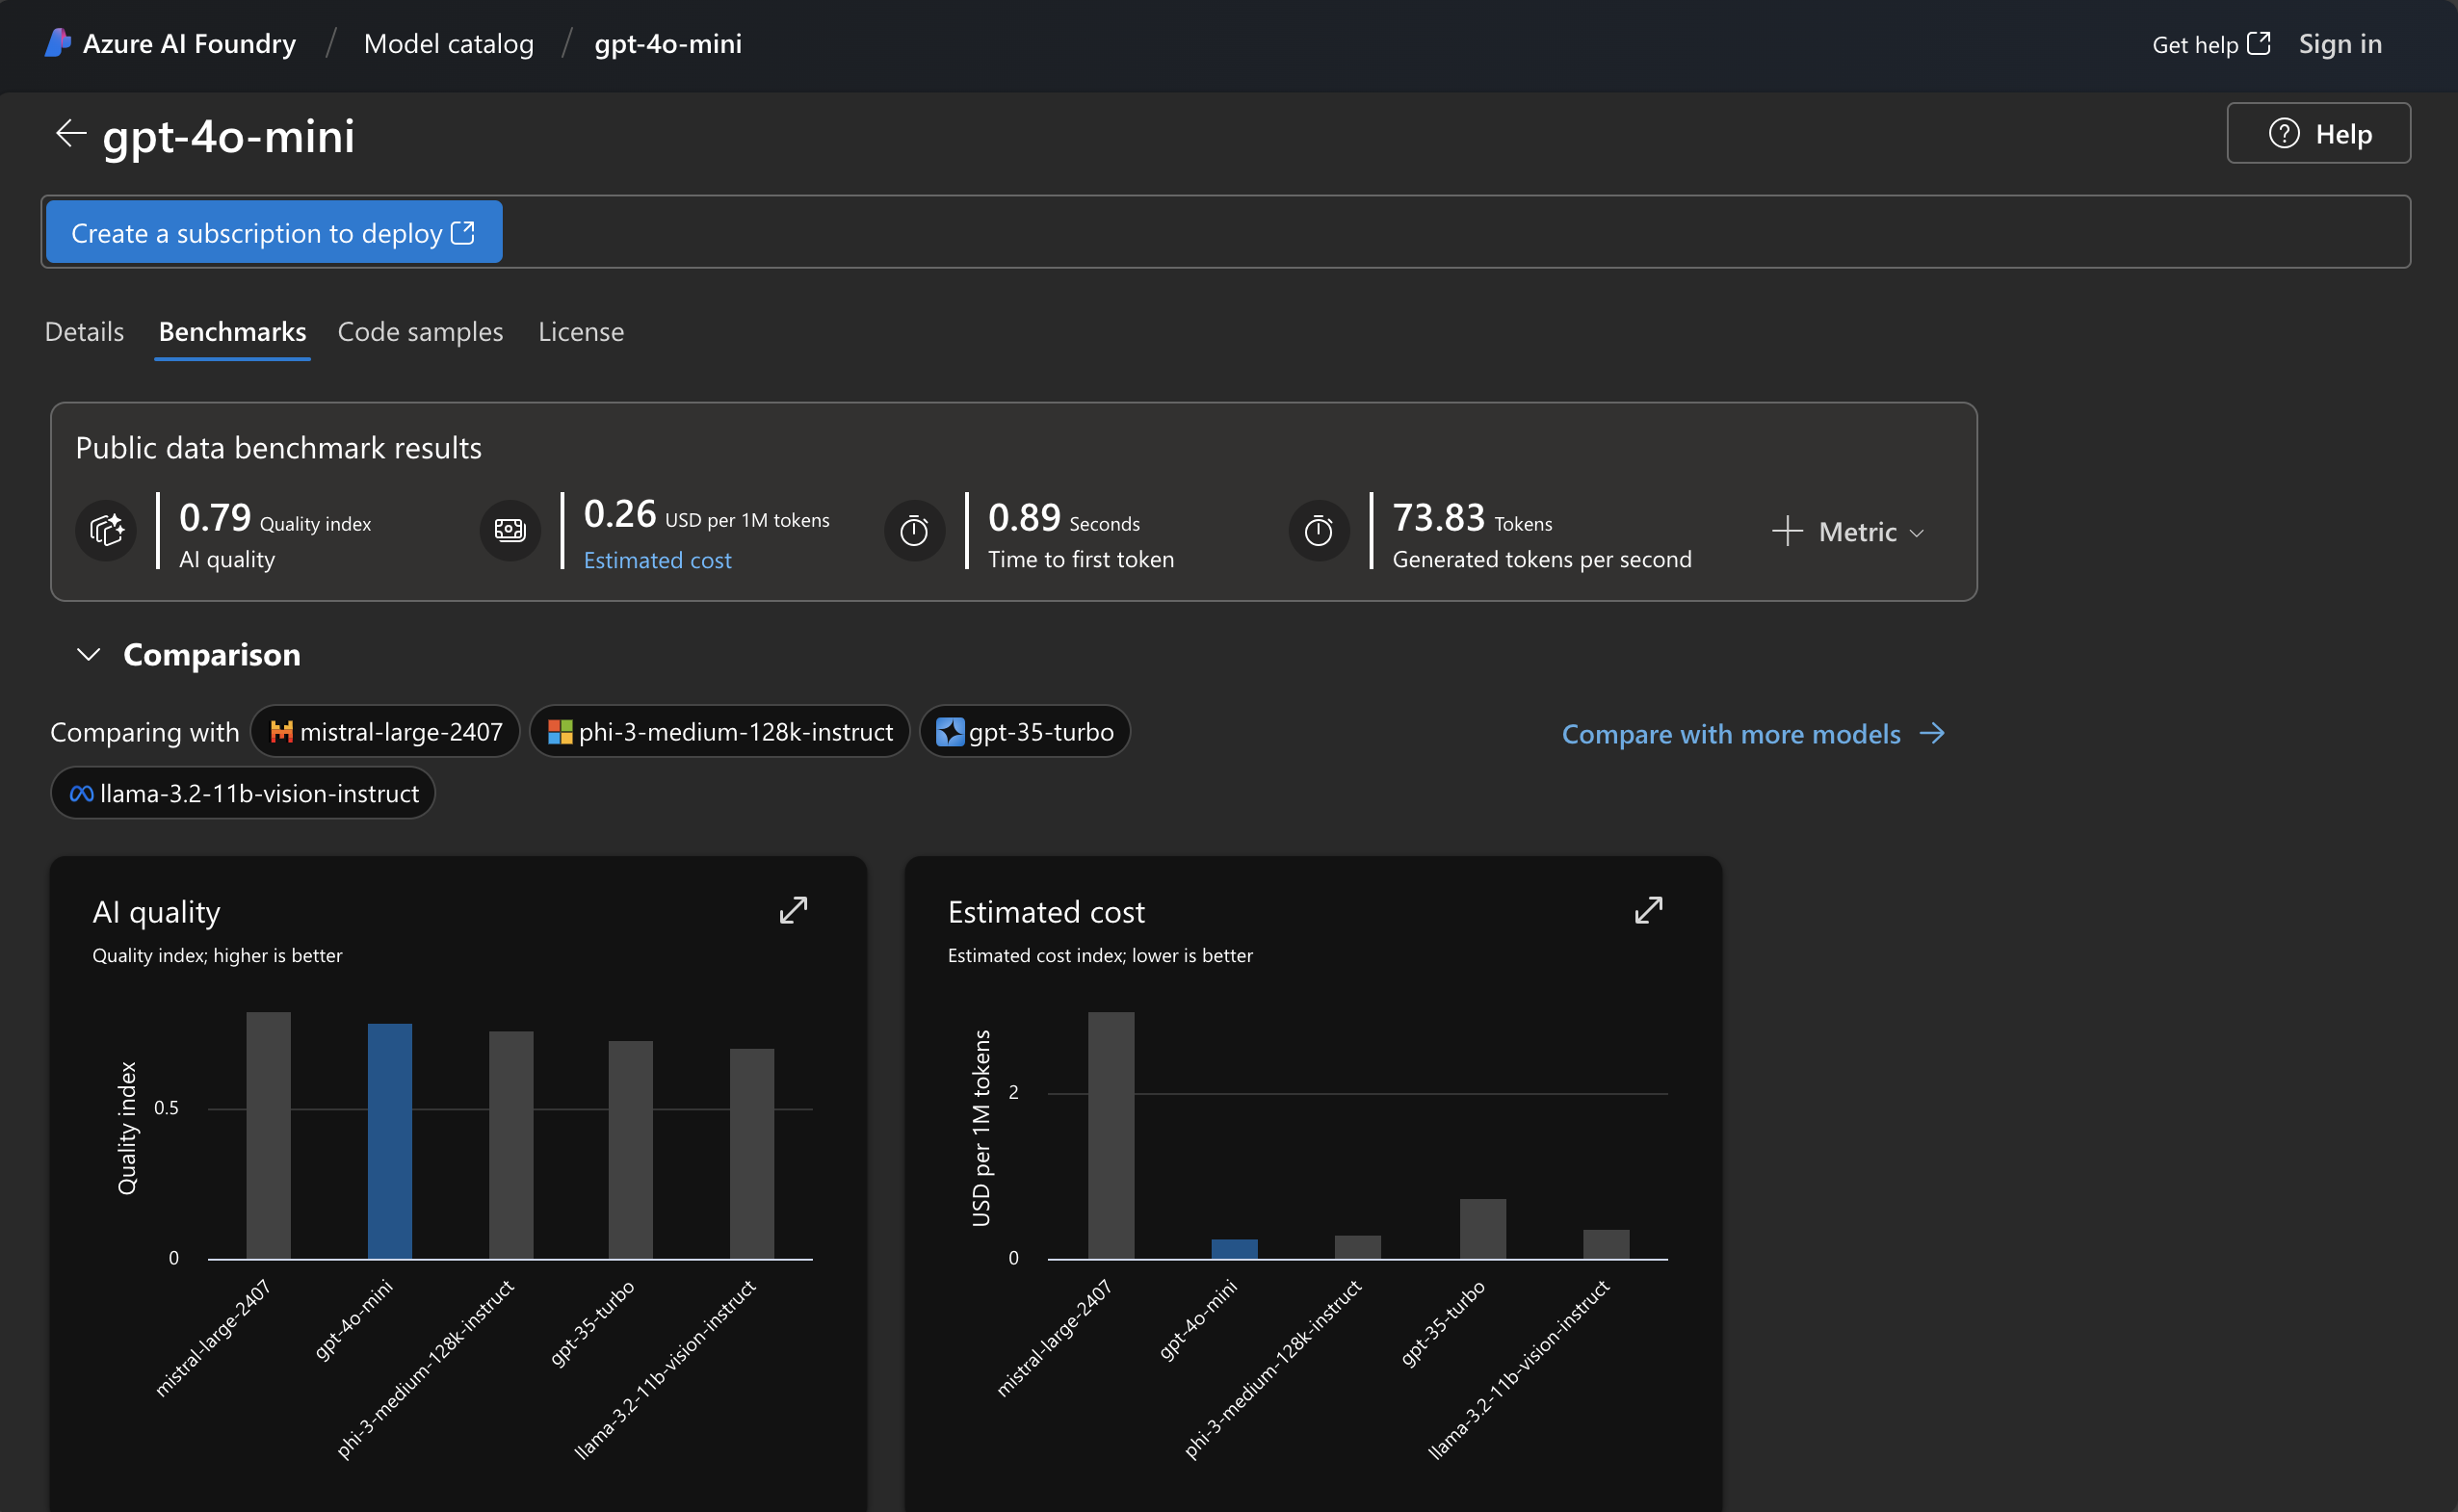 Azure AI Foundry / Model catalog / gpt-4o-mini
Get help Sign in
gpt-4o-mini
Help
Create a subscription to deploy
Details Benchmarks Code samples License
Public data benchmark results
0.79 Quality index
AI quality
0.26 USD per 1M tokens
Estimated cost
0.89 Seconds
Time to first token
73.83 Tokens
Generated tokens per second
Metric
Comparison
Comparing with mistral-large-2407 phi-3-medium-128k-instruct gpt-35-turbo
llama-3.2-11b-vision-instruct
Compare with more models
AI quality
Quality index; higher is better
Quality index
0.5
0
mistral-large-2407
gpt-4o-mini
phi-3-medium-128k-instruct
gpt-35-turbo
llama-3.2-11b-vision-instruct
Estimated cost
Estimated cost index; lower is better
USD per 1M tokens
2
0
mistral-large-2407
gpt-4o-mini
phi-3-medium-128k-instruct
gpt-35-turbo
llama-3.2-11b-vision-instruct